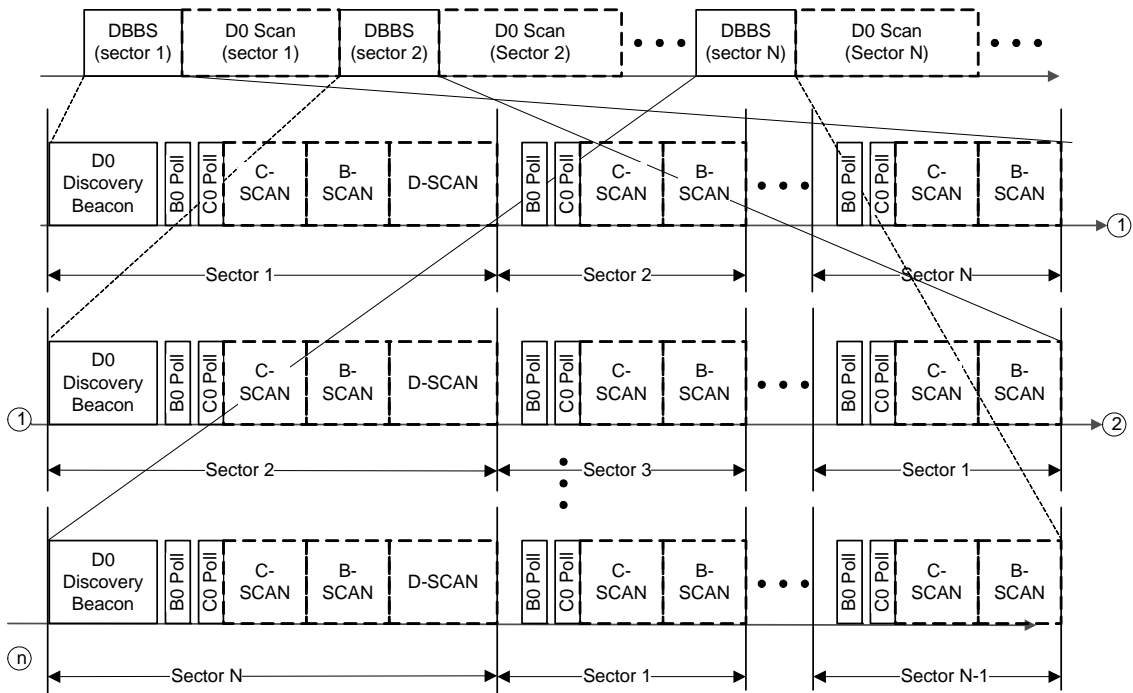 DBBS
(sector 1)
D0 Scan
(sector 1)
DBBS
(sector 2)
D0 Scan
(Sector 2)
DBBS
(sector N)
D0 Scan
(Sector N)
D0
Discovery
Beacon
B0 Poll
C0 Poll
C-
SCAN
B-
SCAN
D-SCAN
B0 Poll
C0 Poll
C-
SCAN
B-
SCAN
B0 Poll
C0 Poll
C-
SCAN
B-
SCAN
1
Sector 1
Sector 2
Sector N
1
D0
Discovery
Beacon
B0 Poll
C0 Poll
C-
SCAN
B-
SCAN
D-SCAN
B0 Poll
C0 Poll
C-
SCAN
B-
SCAN
B0 Poll
C0 Poll
C-
SCAN
B-
SCAN
2
Sector 2
Sector 3
Sector 1
D0
Discovery
Beacon
B0 Poll
C0 Poll
C-
SCAN
B-
SCAN
D-SCAN
B0 Poll
C0 Poll
C-
SCAN
B-
SCAN
B0 Poll
C0 Poll
C-
SCAN
B-
SCAN
n
Sector N
Sector 1
Sector N-1